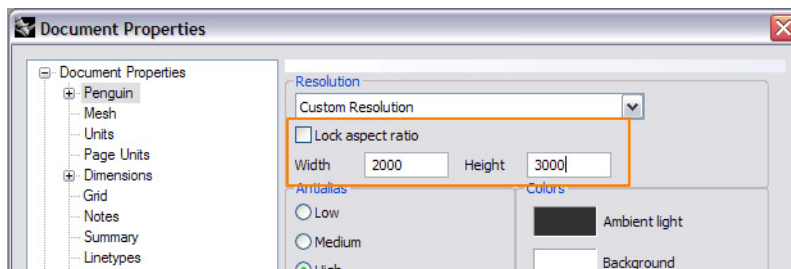 Document Properties
Document Properties
Penguin
Mesh
Units
Page Units
Dimensions
Grid
Notes
Summary
Linetypes
Resolution
Custom Resolution
Lock aspect ratio
Width 2000 Height 3000
Antialias
Low
Medium
High
Colors
Ambient light
Background